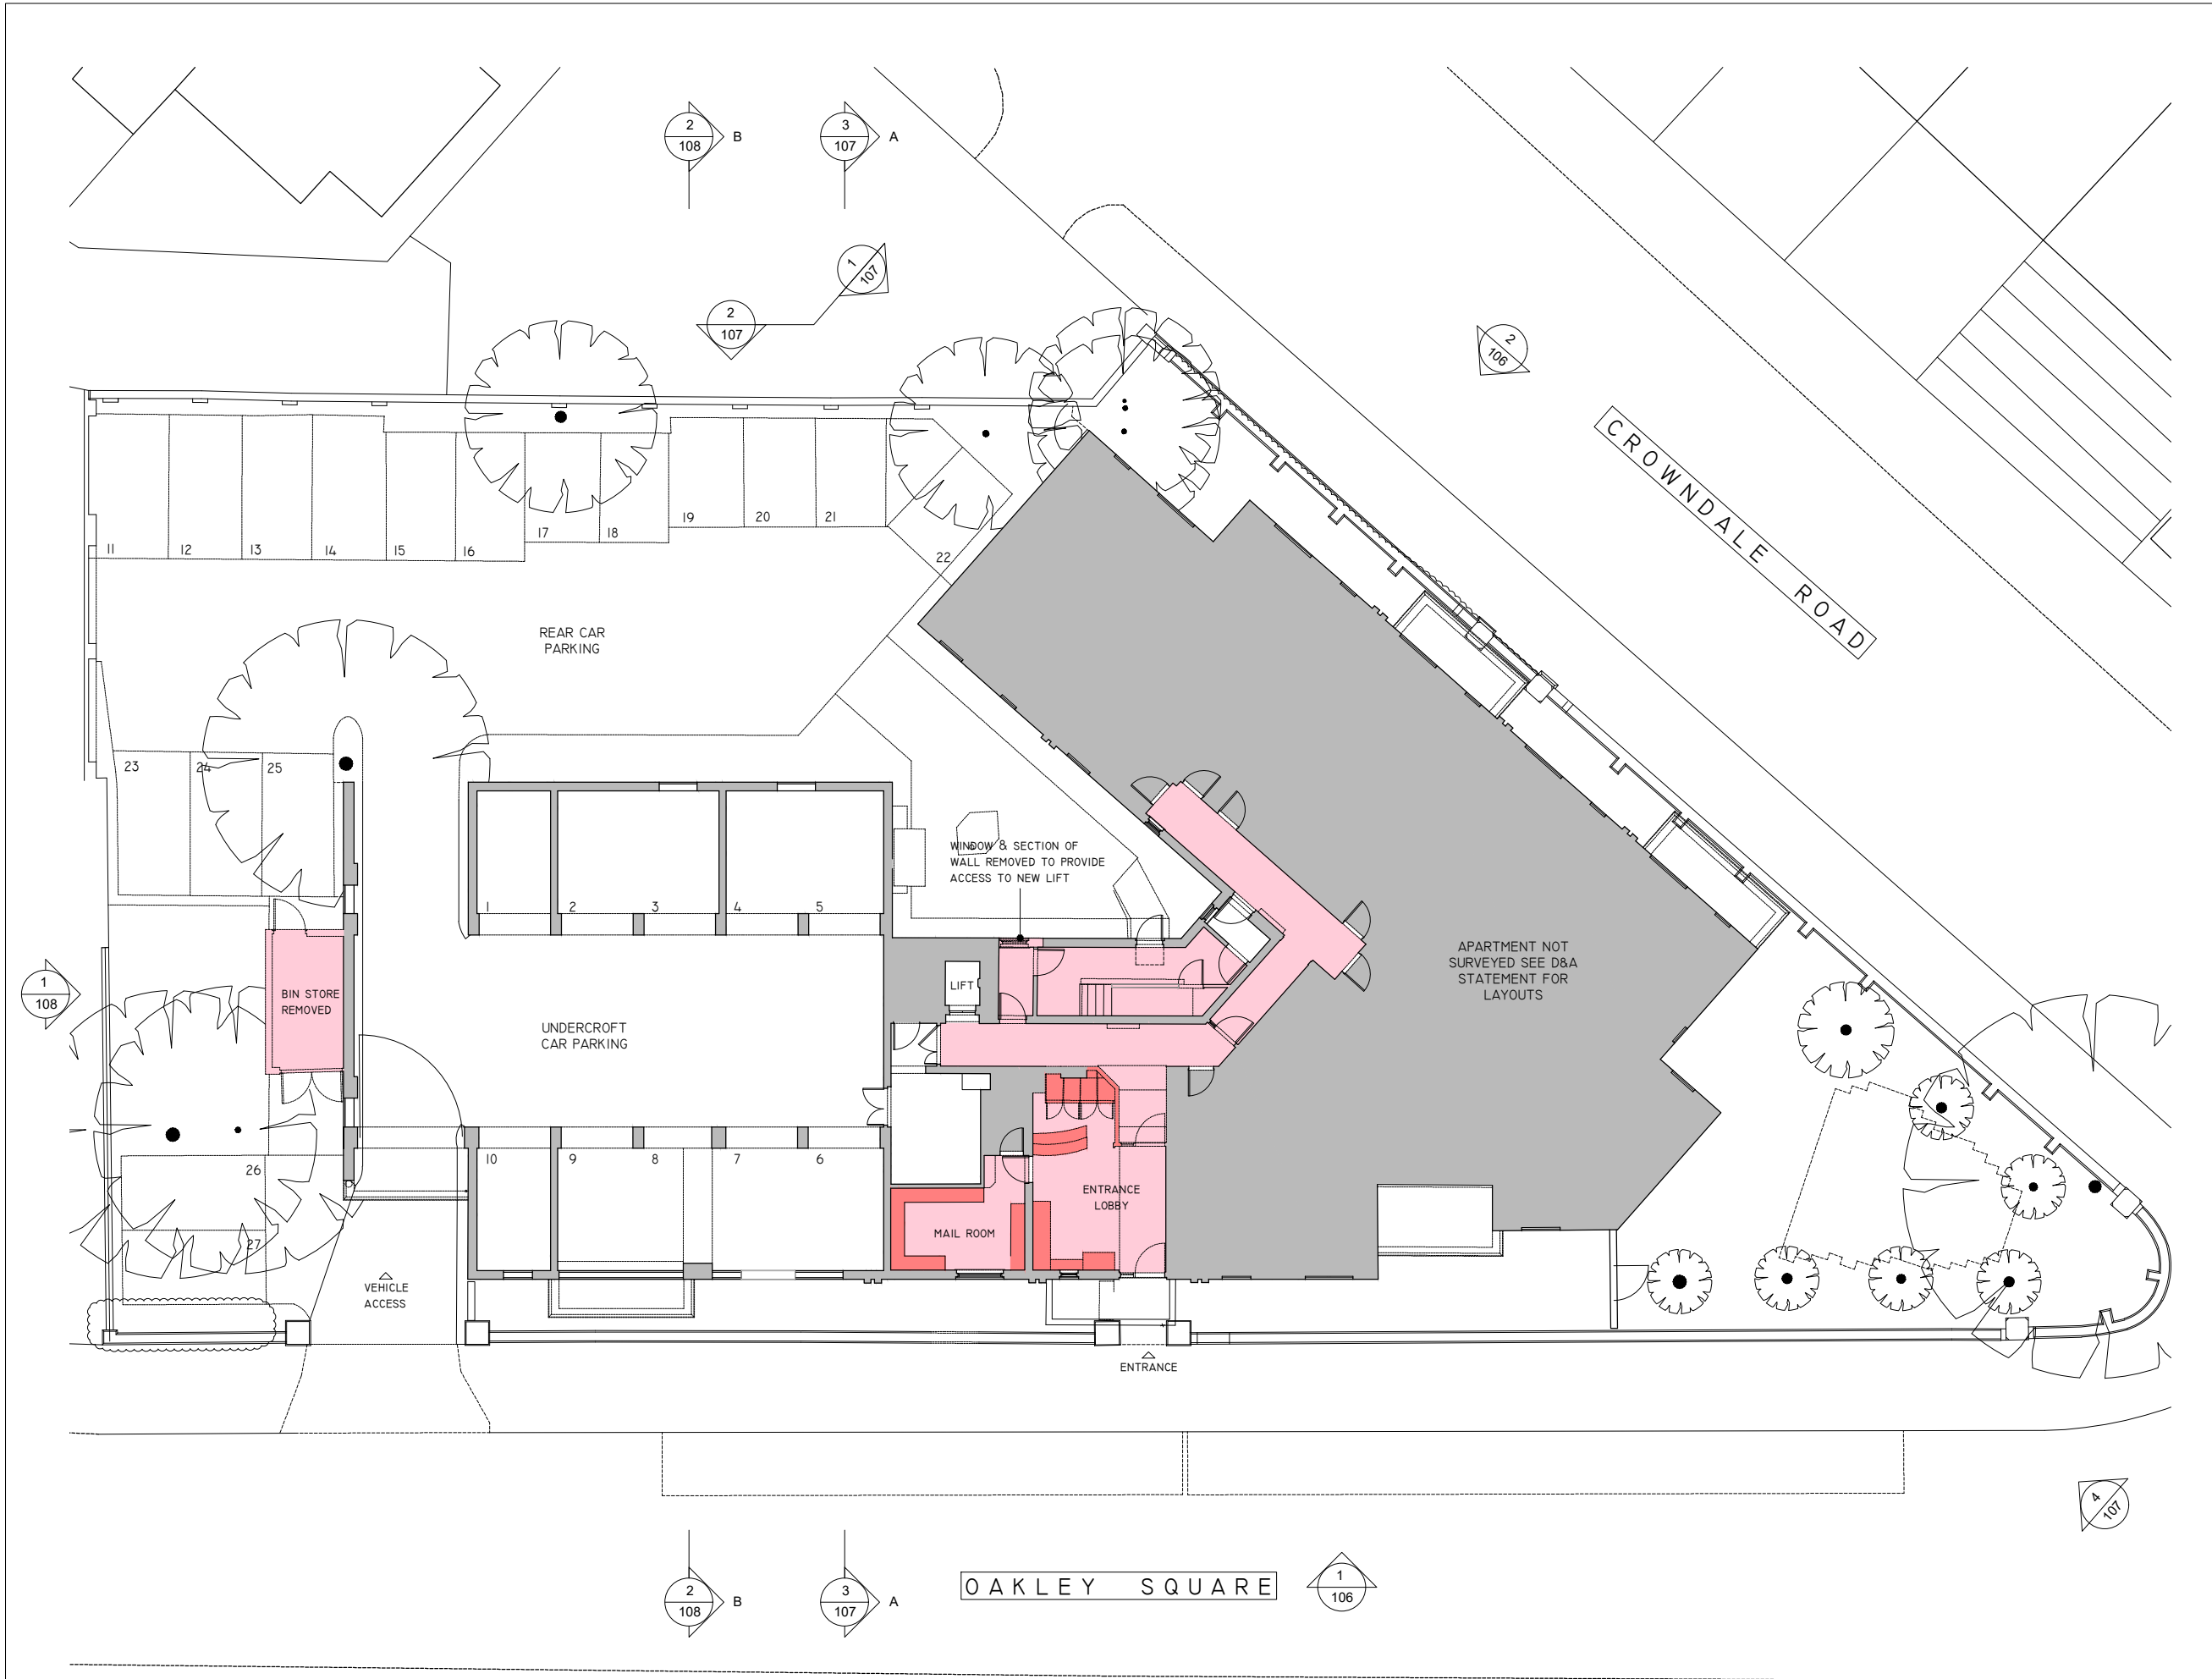 2
108
B
3
107
A
1
107
2
107
2
106
CROWNDALE ROAD
11
12
13
14
15
16
17
18
19
20
21
22
REAR CAR
PARKING
23
24
25
WINDOW & SECTION OF
WALL REMOVED TO PROVIDE
ACCESS TO NEW LIFT
1
2
3
4
5
APARTMENT NOT
SURVEYED SEE D&A
STATEMENT FOR
LAYOUTS
1
108
BIN STORE
REMOVED
LIFT
UNDERCROFT
CAR PARKING
10
9
8
7
6
26
27
ENTRANCE
LOBBY
MAIL ROOM
VEHICLE
ACCESS
ENTRANCE
4
107
2
108
B
3
107
A
OAKLEY SQUARE
1
106